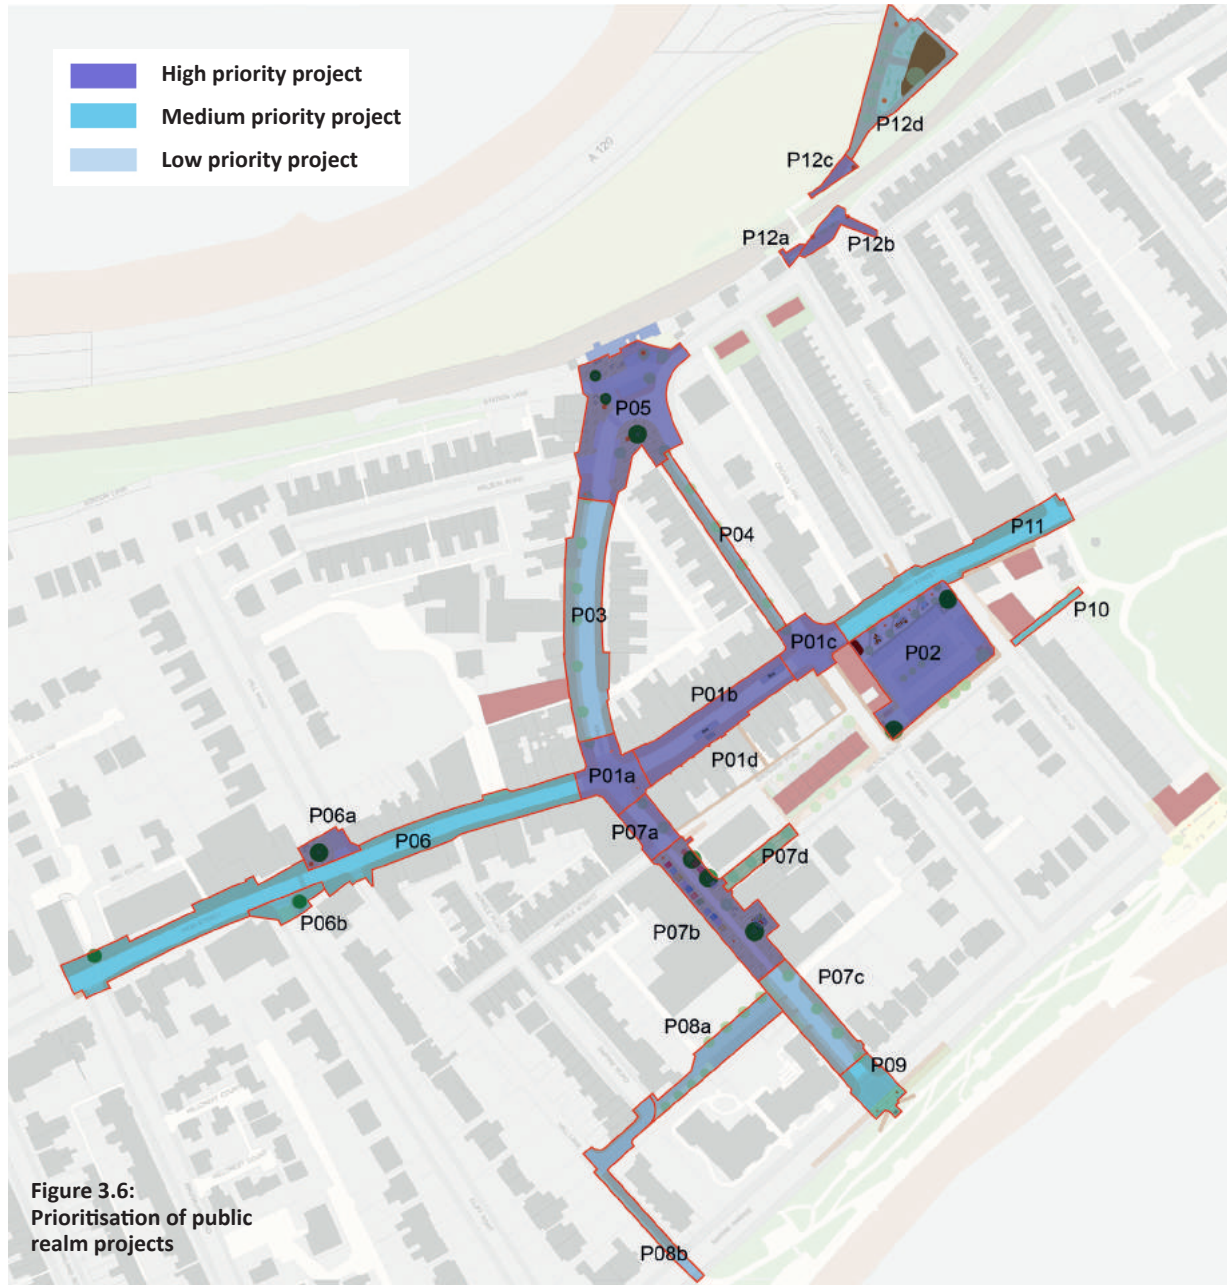 High priority project
Medium priority project
Low priority project
A 120
P12d
P12c
P12a
P12b
P05
P04
P11
P03
P10
P01c
P02
P01b
P01d
P01a
P06a
P06
P07a
P07d
P06b
P07b
P07c
P08a
P09
P08b
Figure 3.6:
Prioritisation of public
realm projects